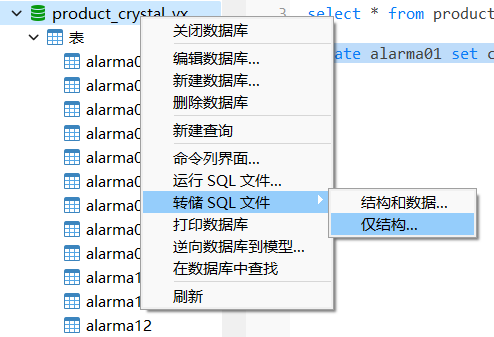 product_crystal_yx
3 select * from product
表
ate alarma01 set c
alarma0
alarma0
alarma0
alarma0
alarma0
alarma0
alarma0
alarma0
alarma1
alarma1
alarma12
关闭数据库
编辑数据库...
新建数据库...
删除数据库
新建查询
命令列界面...
运行 SQL 文件...
转储 SQL 文件
打印数据库
逆向数据库到模型...
在数据库中查找
刷新
结构和数据...
仅结构...